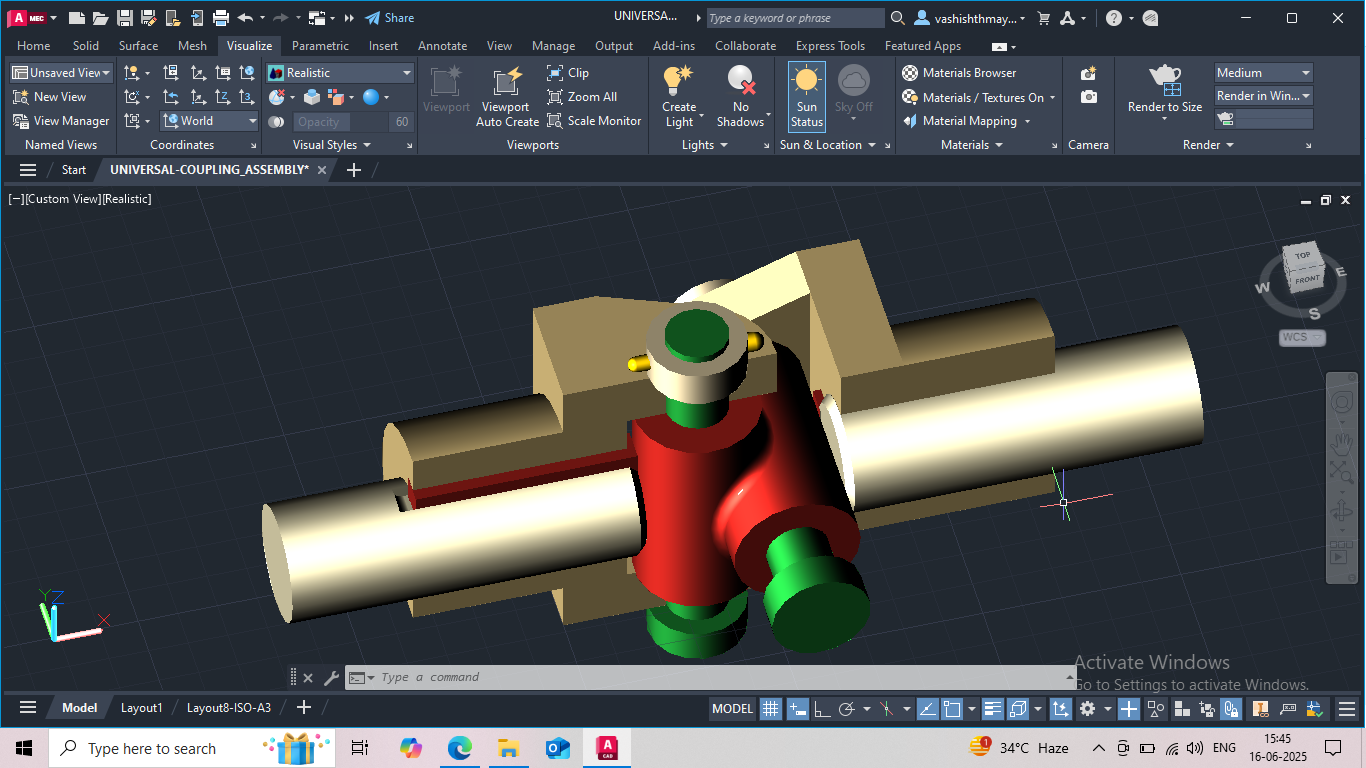 A MEC
Share
UNIVERSA...
Type a keyword or phrase
vashishthmay...
Home Solid Surface Mesh Visualize Parametric Insert Annotate View Manage Output Add-ins Collaborate Express Tools Featured Apps
Unsaved View
New View
View Manager
Named Views
World
Coordinates
Realistic
Opacity 60
Visual Styles
Viewport
Viewport
Auto Create
Clip
Zoom All
Scale Monitor
Viewports
Create
Light
No
Shadows
Lights
Sun
Status
Sky Off
Sun & Location
Materials Browser
Materials / Textures On
Material Mapping
Materials
Camera
Render to Size
Medium
Render in Win...
Render
Start UNIVERSAL-COUPLING_ASSEMBLY*
[−][Custom View][Realistic]
TOP
FRONT
W E
S
WCS
Y Z X
Type a command
Activate Windows
Go to Settings to activate Windows.
Model Layout1 Layout8-ISO-A3
MODEL
Type here to search
A
CAD
1
34°C Haze
ENG
15:45
16-06-2025